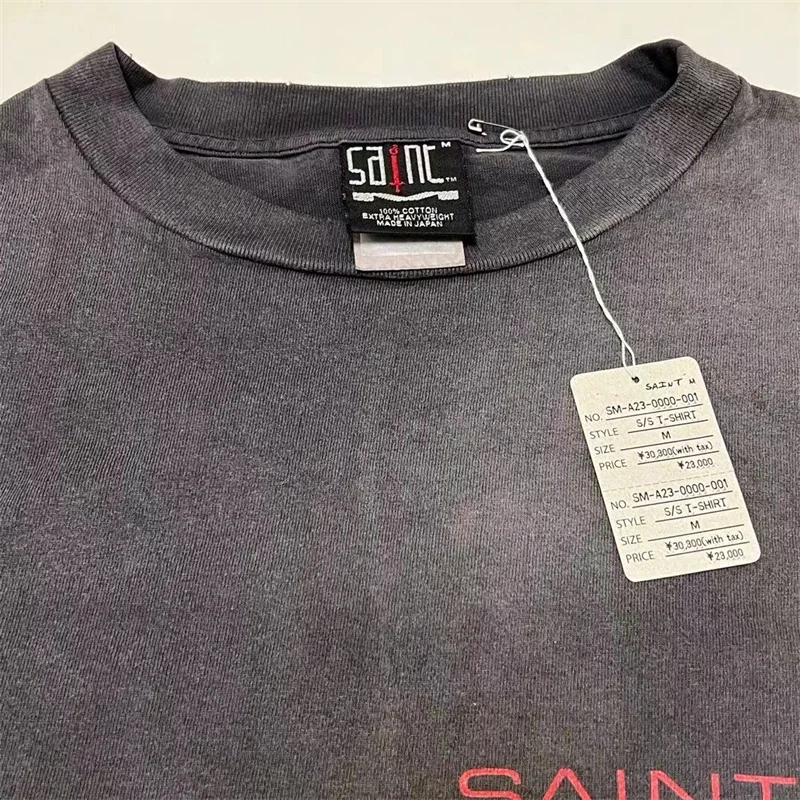 saint M
TM
100% COTTON
EXTRA HEAVYWEIGHT
MADE IN JAPAN
SAINT M
NO. SM-A23-0000-001
STYLE S/S T-SHIRT
SIZE M
PRICE ¥30,300(with tax)
¥23,000
NO. SM-A23-0000-001
STYLE S/S T-SHIRT
SIZE M
PRICE ¥30,300(with tax)
¥23,000
SAINT